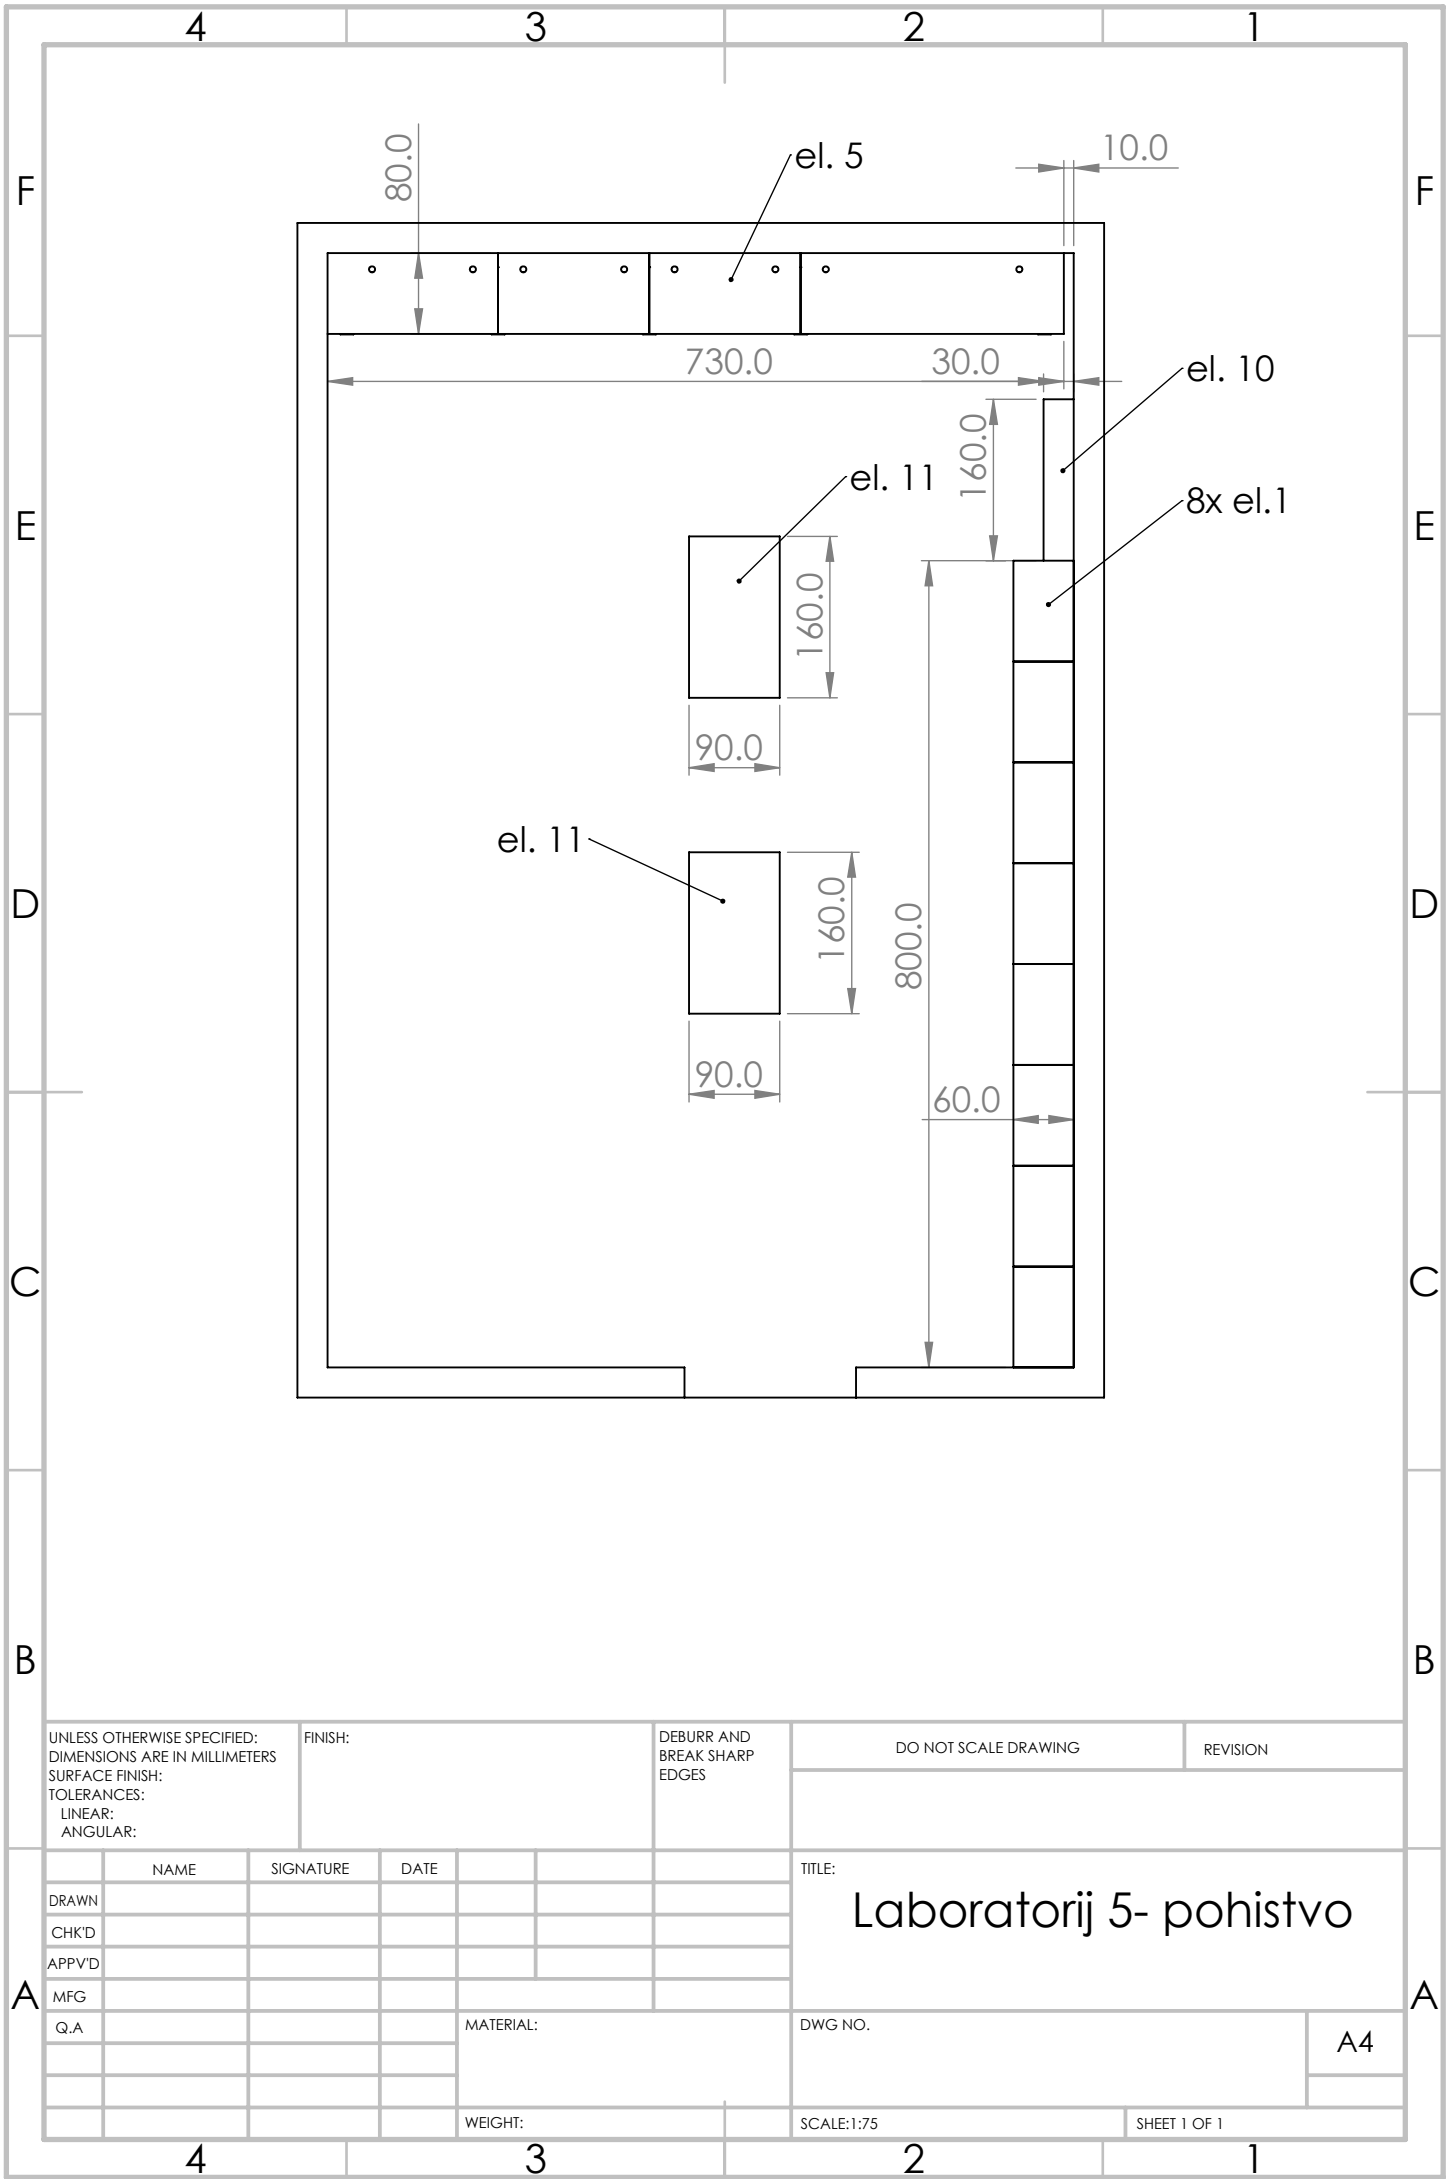 4 3 2 1
80.0
el. 5
10.0
F F
730.0
30.0
el. 10
160.0
el. 11
8x el.1
E E
160.0
90.0
el. 11
160.0
800.0
D D
90.0
60.0
C C
B B
UNLESS OTHERWISE SPECIFIED:
DIMENSIONS ARE IN MILLIMETERS
SURFACE FINISH:
TOLERANCES:
LINEAR:
ANGULAR:
FINISH:
DEBURR AND
BREAK SHARP
EDGES
DO NOT SCALE DRAWING
REVISION
NAME SIGNATURE DATE
DRAWN
CHK'D
APPV'D
MFG
Q.A
TITLE:
Laboratorij 5- pohistvo
A A
MATERIAL:
DWG NO.
A4
WEIGHT:
SCALE:1:75
SHEET 1 OF 1
4 3 2 1